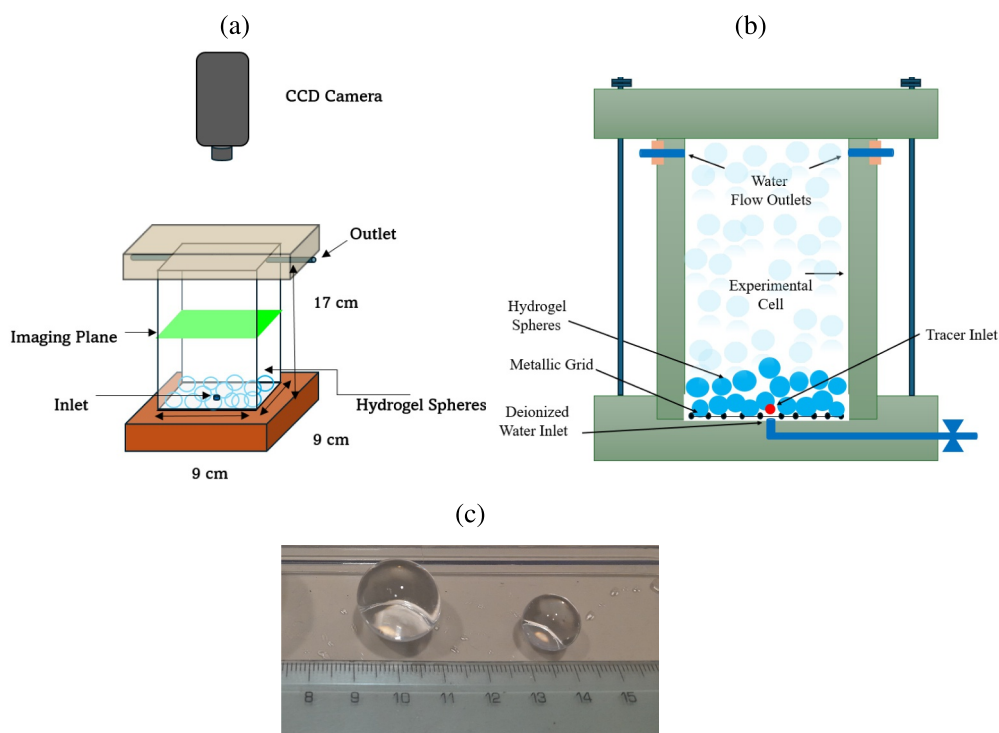 (a)
CCD Camera
Outlet
17 cm
Imaging Plane
Inlet
Hydrogel Spheres
9 cm
9 cm
(b)
Water
Flow Outlets
Experimental
Cell
Hydrogel
Spheres
Tracer Inlet
Metallic Grid
Deionized
Water Inlet
(c)
8 9 10 11 12 13 14 15